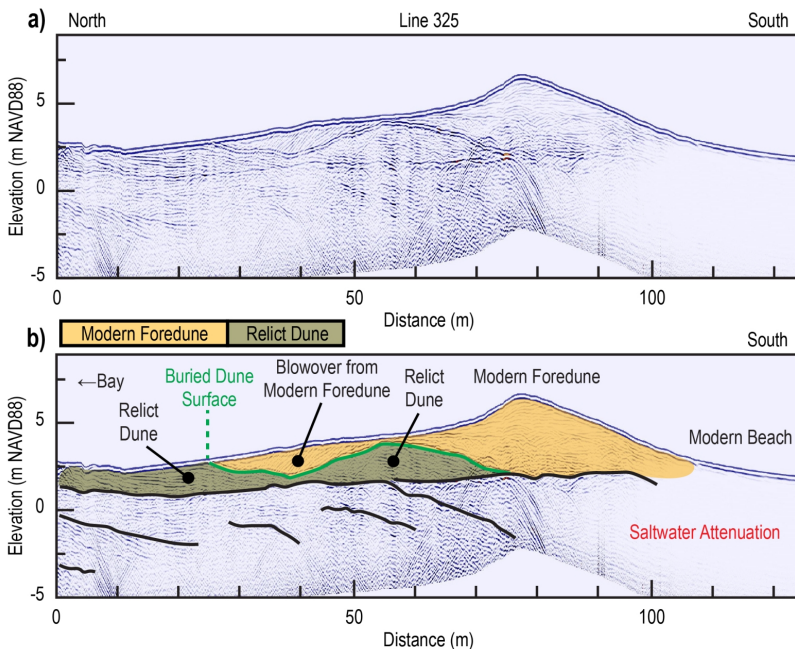 a)
North
Line 325
South
Elevation (m NAVD88)
5
0
-5
0
50
100
Distance (m)
b)
Modern Foredune
Relict Dune
South
←Bay
Buried Dune
Surface
Blowover from
Modern Foredune
Relict
Dune
Modern Foredune
Relict
Dune
Modern Beach
Saltwater Attenuation
Elevation (m NAVD88)
5
0
-5
0
50
100
Distance (m)